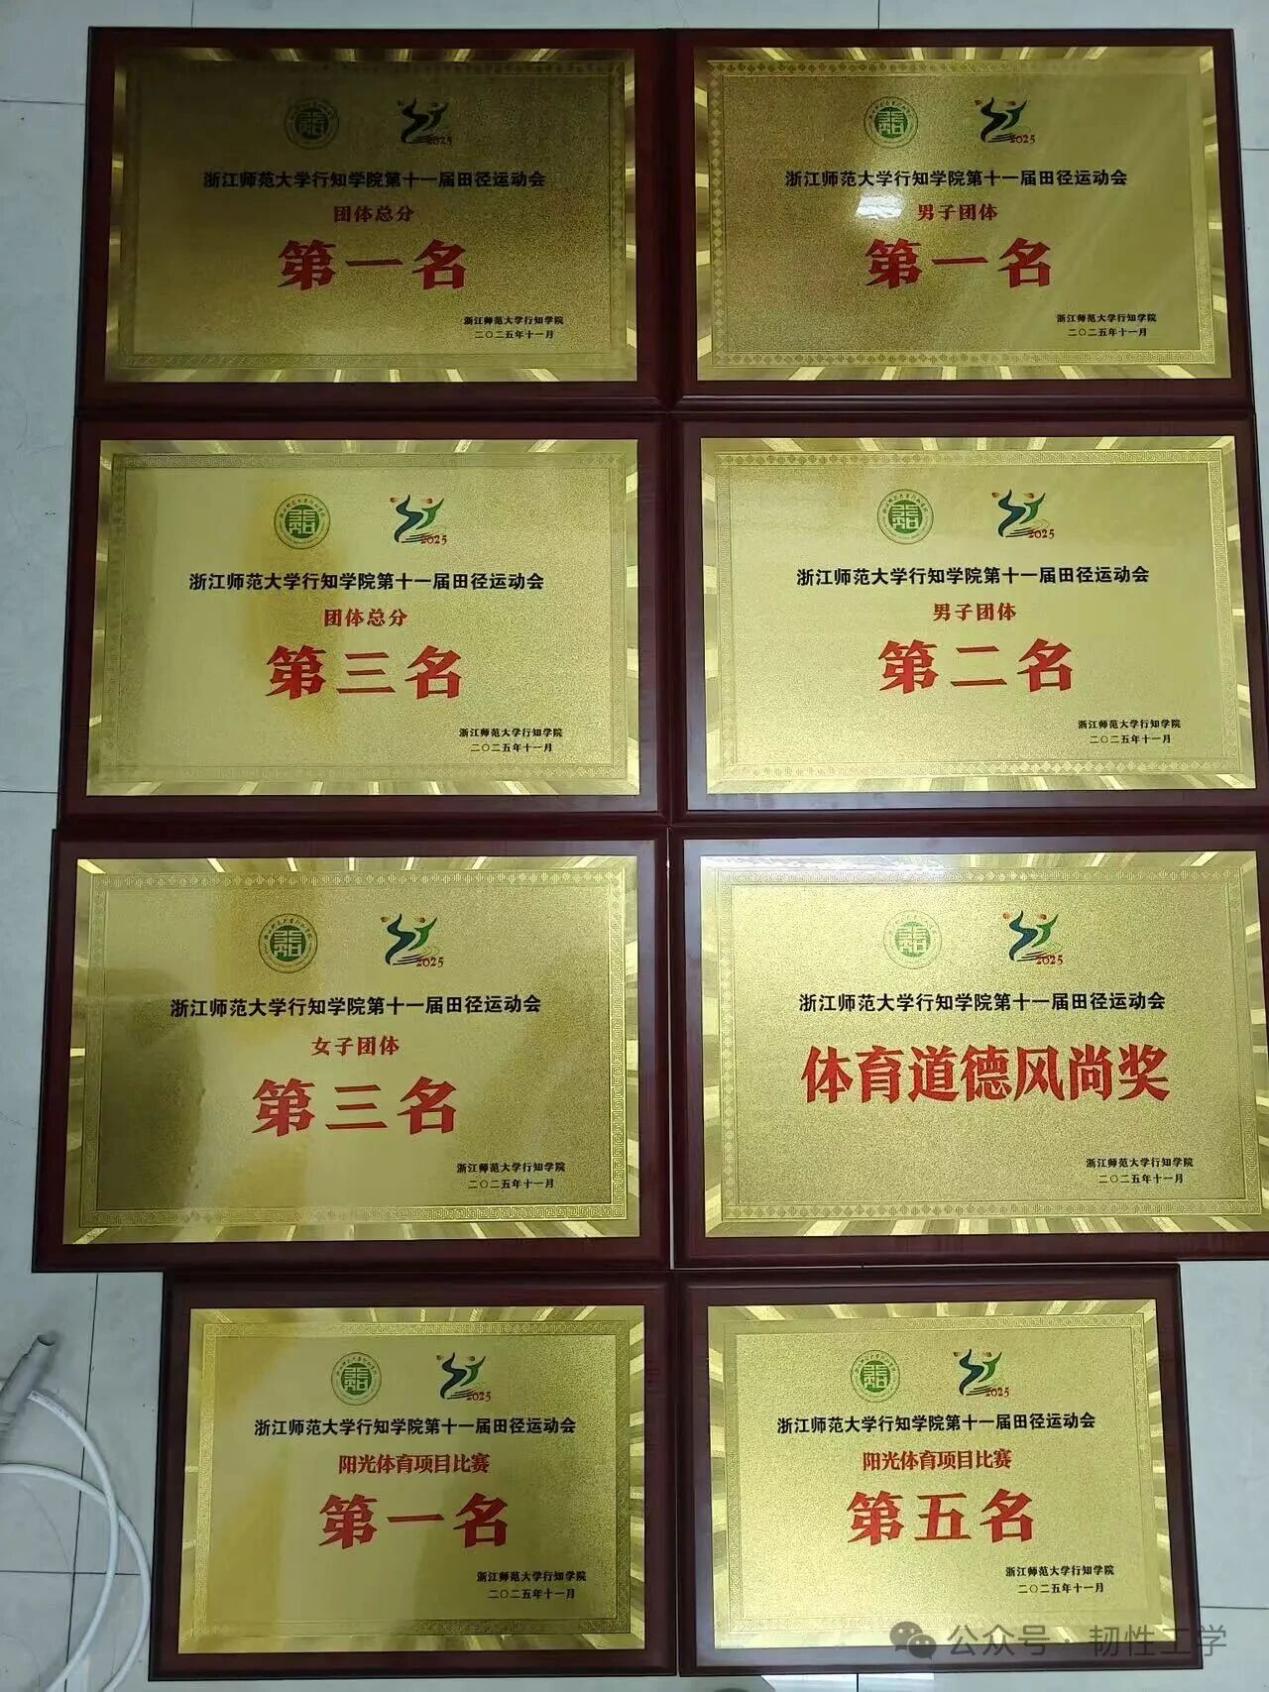 2025
浙江师范大学行知学院第十一届田径运动会
团体总分
第一名
浙江师范大学行知学院
二〇二五年十一月
2025
浙江师范大学行知学院第十一届田径运动会
男子团体
第一名
浙江师范大学行知学院
二〇二五年十一月
2025
浙江师范大学行知学院第十一届田径运动会
团体总分
第三名
浙江师范大学行知学院
二〇二五年十一月
2025
浙江师范大学行知学院第十一届田径运动会
男子团体
第二名
浙江师范大学行知学院
二〇二五年十一月
2025
浙江师范大学行知学院第十一届田径运动会
女子团体
第三名
浙江师范大学行知学院
二〇二五年十一月
2025
浙江师范大学行知学院第十一届田径运动会
体育道德风尚奖
浙江师范大学行知学院
二〇二五年十一月
2025
浙江师范大学行知学院第十一届田径运动会
阳光体育项目比赛
第一名
浙江师范大学行知学院
二〇二五年十一月
2025
浙江师范大学行知学院第十一届田径运动会
阳光体育项目比赛
第五名
浙江师范大学行知学院
二〇二五年十一月
公众号·韧性工学